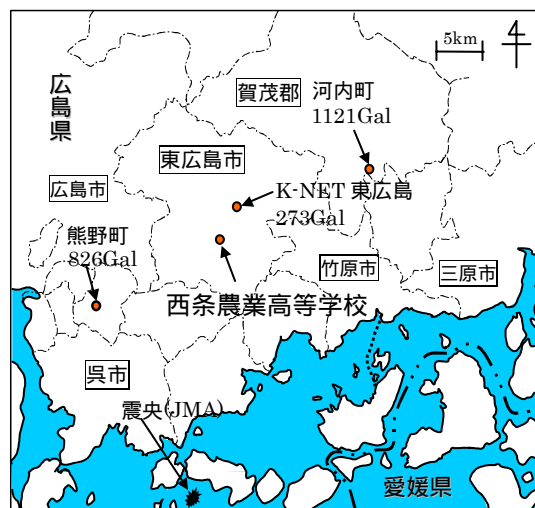 5km
広島県
賀茂郡
河内町
1121Gal
東広島市
広島市
K-NET 東広島
273Gal
熊野町
826Gal
竹原市
三原市
西条農業高等学校
呉市
震央(JMA)
愛媛県